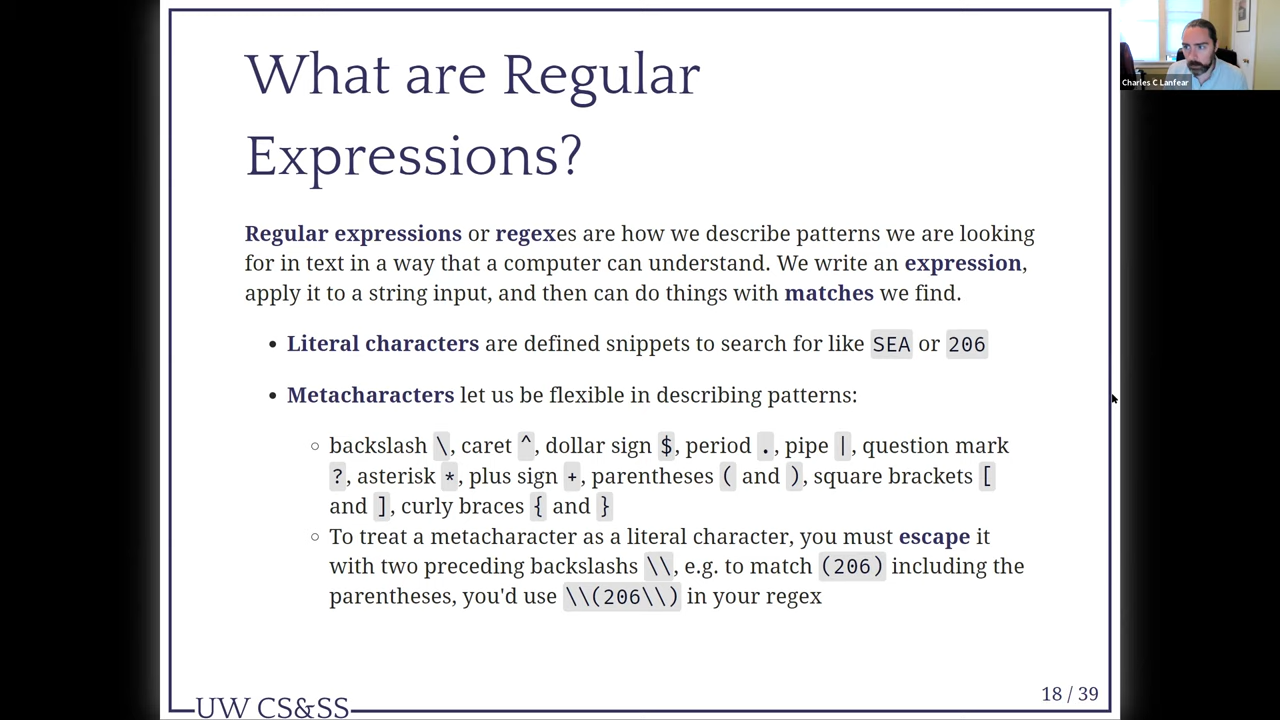 What are Regular
Expressions?
Regular expressions or regexes are how we describe patterns we are looking
for in text in a way that a computer can understand. We write an expression,
apply it to a string input, and then can do things with matches we find.
• Literal characters are defined snippets to search for like SEA or 206
• Metacharacters let us be flexible in describing patterns:
◦ backslash \, caret ^, dollar sign $, period ., pipe |, question mark
?, asterisk *, plus sign +, parentheses ( and ), square brackets [
and ], curly braces { and }
◦ To treat a metacharacter as a literal character, you must escape it
with two preceding backslashs \\, e.g. to match (206) including the
parentheses, you'd use \\(206\\) in your regex
UW CS&SS
18 / 39
Charles C Lanfear